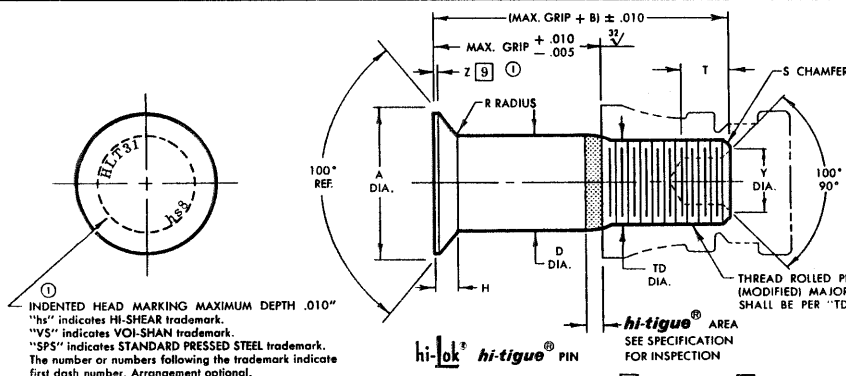 (MAX. GRIP + B) ± .010
MAX. GRIP + .010
- .005
32
Z 9 ①
T
S CHAMFER
R RADIUS
HLT31
hs8
100°
REF.
A
DIA.
Y
DIA.
100°
90°
D
DIA.
TD
DIA.
H
①
INDENTED HEAD MARKING MAXIMUM DEPTH .010"
"hs" indicates HI-SHEAR trademark.
"VS" indicates VOI-SHAN trademark.
"SPS" indicates STANDARD PRESSED STEEL trademark.
The number or numbers following the trademark indicate
first dash number. Arrangement optional.
THREAD ROLLED
(MODIFIED) MAJOR
SHALL BE PER "TD
hi-lok® hi-tigue® PIN
hi-tigue® AREA
SEE SPECIFICATION
FOR INSPECTION